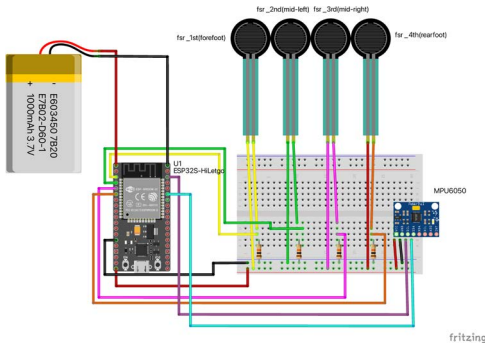 fsr_2nd(mid-left) fsr_3rd(mid-right)
fsr_1st(forefoot)
fsr_4th(rearfoot)
- E603450 7B20
E7B02-D60-1
+ 1000mAh 3.7V
U1
ESP32S-HiLetgo
MPU6050
fritzing